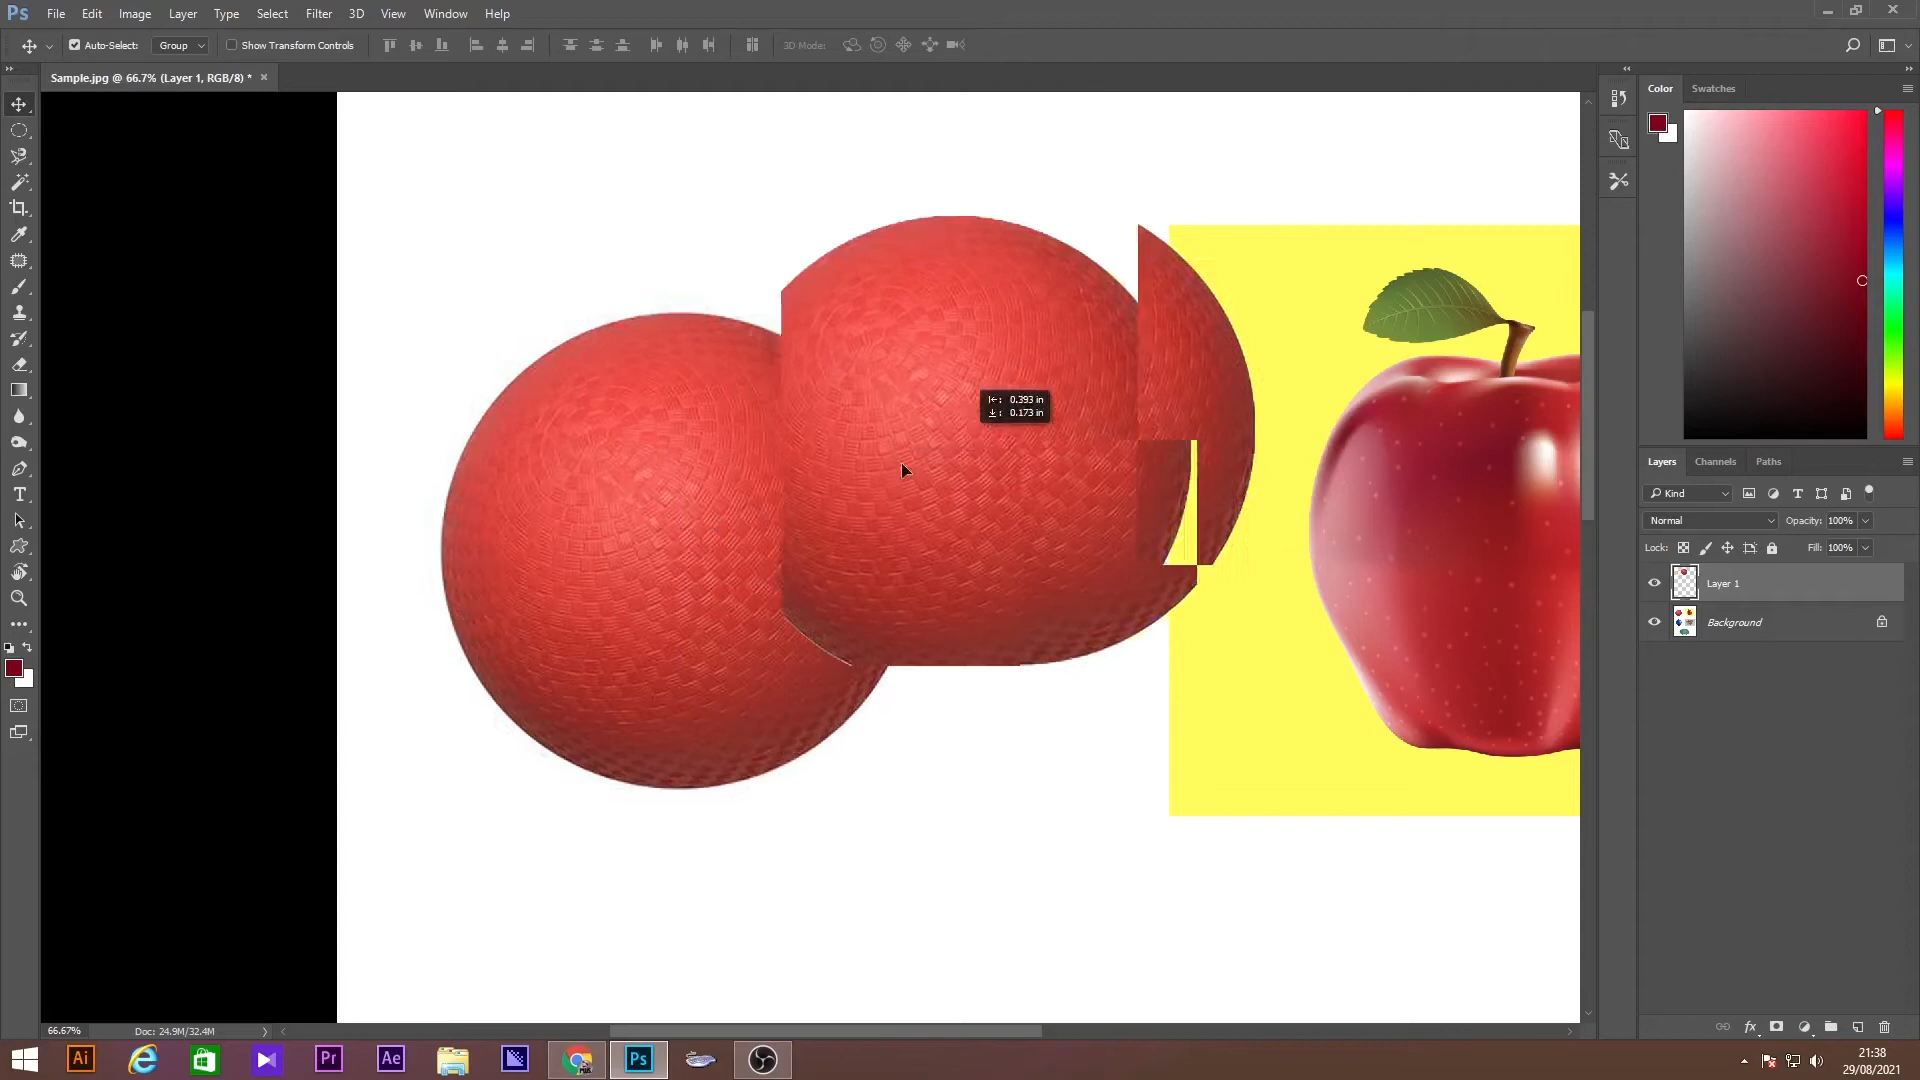 Ps File Edit Image Layer Type Select Filter 3D View Window Help
Auto-Select: Group Show Transform Controls 3D Mode:
Sample.jpg @ 66.7% (Layer 1, RGB/8) *
Color Swatches
0.393 in
0.173 in
Layers Channels Paths
Kind
Normal Opacity: 100%
Lock: Fill: 100%
Layer 1
Background
T
fx
66.67% Doc: 24.9M/32.4M
Ai Pr Ae Ps
21:38
29/08/2021